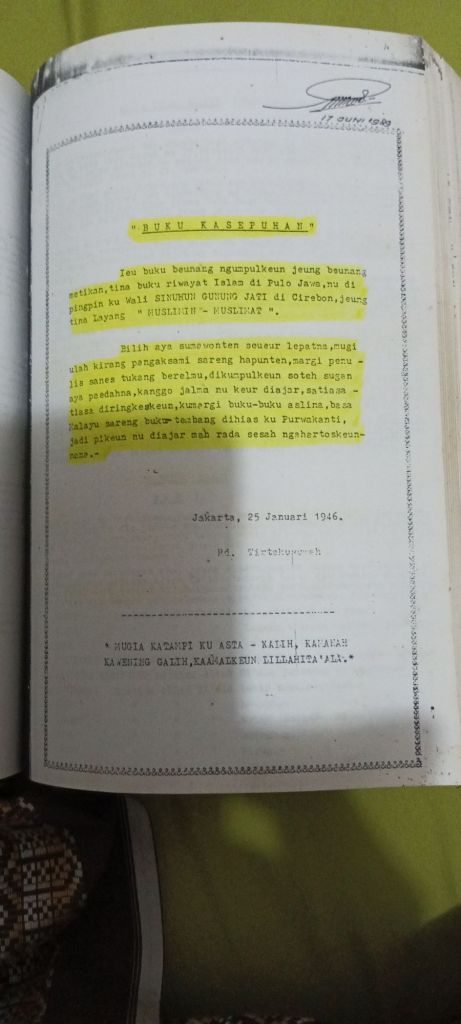 17 JUNI 1989
" BUKU KASEPUHAN "
Ieu buku beunang ngumpulkeun jeung beunang
metikan,tina buku riwayat Islam di Pulo Jawa,nu di
pingpin ku Wali SINUHUN GUNUNG JATI di Cirebon,jeung
tina Layang " MUSLIMIN - MUSLIMAT ".
Bilih aya sumawonten seueur lepatna,mugi
ulah kirang pangaksami sareng hapunten,margi penu -
lis sanes tukang berelmu,dikumpulkeun soteh sugan
aya paedahna,kanggo jalma nu keur diajar,satiasa -
tiasa diringkeskeun,kumargi buku-buku aslina,basa
Malayu sareng buku tembang dihias ku Purwakanti,
jadi pikeun nu diajar mah rada sesah ngahartoskeun-
nana.-
Jakarta, 25 Januari 1946.
Rd.
* MUGIA KATAMPI KU ASTA - KALIH, KAMANAH
KAWENING GALIH,KAAMALKEUN LILLAHITA'ALA.*